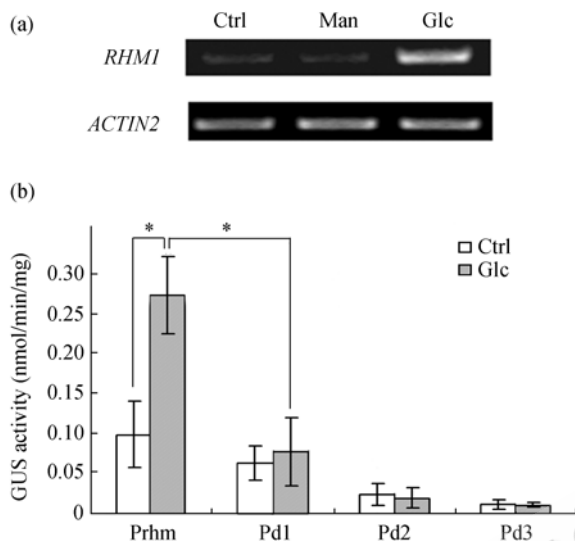 (a)
Ctrl Man Glc
RHM1
ACTIN2
(b)
* *
Ctrl
Glc
GUS activity (nmol/min/mg)
0.30
0.25
0.20
0.15
0.10
0.05
0
Prhm Pd1 Pd2 Pd3